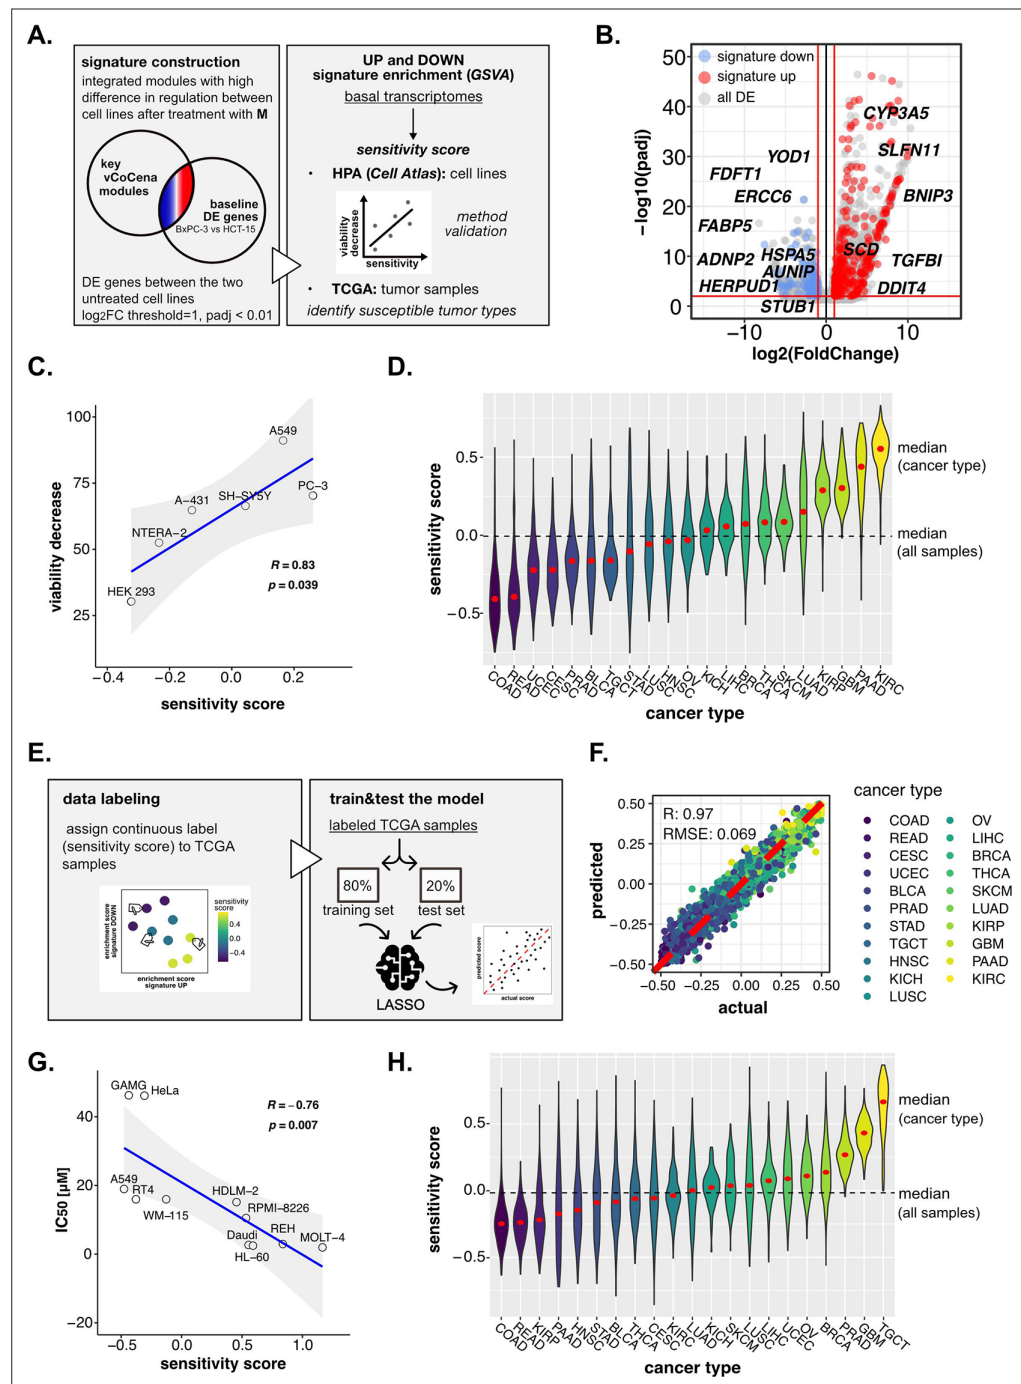 A.
signature construction
integrated modules with high
difference in regulation between
cell lines after treatment with M
key
vCoCena
modules
baseline
DE genes
BxPC-3 vs HCT-15
DE genes between the two
untreated cell lines
log2FC threshold=1, padj < 0.01
UP and DOWN
signature enrichment (GSVA)
basal transcriptomes
sensitivity score
• HPA (Cell Atlas): cell lines
viability
decrease
sensitivity
method
validation
• TCGA: tumor samples
identify susceptible tumor types
B.
signature down
signature up
all DE
50
40
30
20
10
0
−log10(padj)
CYP3A5
YOD1
SLFN11
FDFT1
ERCC6
BNIP3
FABP5
SCD
HSPA5
ADNP2
TGFBI
AUNIP
HERPUD1
DDIT4
STUB1
−10 0 10
log2(FoldChange)
C.
100
75
50
25
viability decrease
A549
PC−3
A−431
SH−SY5Y
NTERA−2
HEK 293
R = 0.83
p = 0.039
−0.4 −0.2 0.0 0.2
sensitivity score
D.
0.5
0.0
−0.5
sensitivity score
median
(cancer type)
median
(all samples)
COAD READ UCEC CESC PRAD BLCA TGCT STAD LUSC HNSC OV KICH LIHC BRCA THCA SKCM LUAD KIRP GBM PAAD KIRC
cancer type
E.
data labeling
assign continuous label
(sensitivity score) to TCGA
samples
enrichment score
signature DOWN
enrichment score
signature UP
sensitivity
score
0.4
0.0
−0.4
train&test the model
labeled TCGA samples
80% 20%
training set test set
LASSO
predicted score
actual score
F.
R: 0.97
RMSE: 0.069
0.50
0.25
0.00
−0.25
−0.50
predicted
−0.50 −0.25 0.00 0.25 0.50
actual
cancer type
COAD OV
READ LIHC
CESC BRCA
UCEC THCA
BLCA SKCM
PRAD LUAD
STAD KIRP
TGCT GBM
HNSC PAAD
KICH KIRC
LUSC
G.
40
20
0
−20
IC50 [µM]
GAMG HeLa
R = −0.76
p = 0.007
A549
RT4
WM−115
HDLM−2
RPMI−8226
Daudi
REH
HL−60
MOLT−4
−0.5 0.0 0.5 1.0
sensitivity score
H.
0.5
0.0
−0.5
sensitivity score
median
(cancer type)
median
(all samples)
COAD READ KIRP PAAD HNSC STAD BLCA THCA CESC KIRC LUAD KICH SKCM LUSC LIHC UCEC OV BRCA PRAD GBM TGCT
cancer type